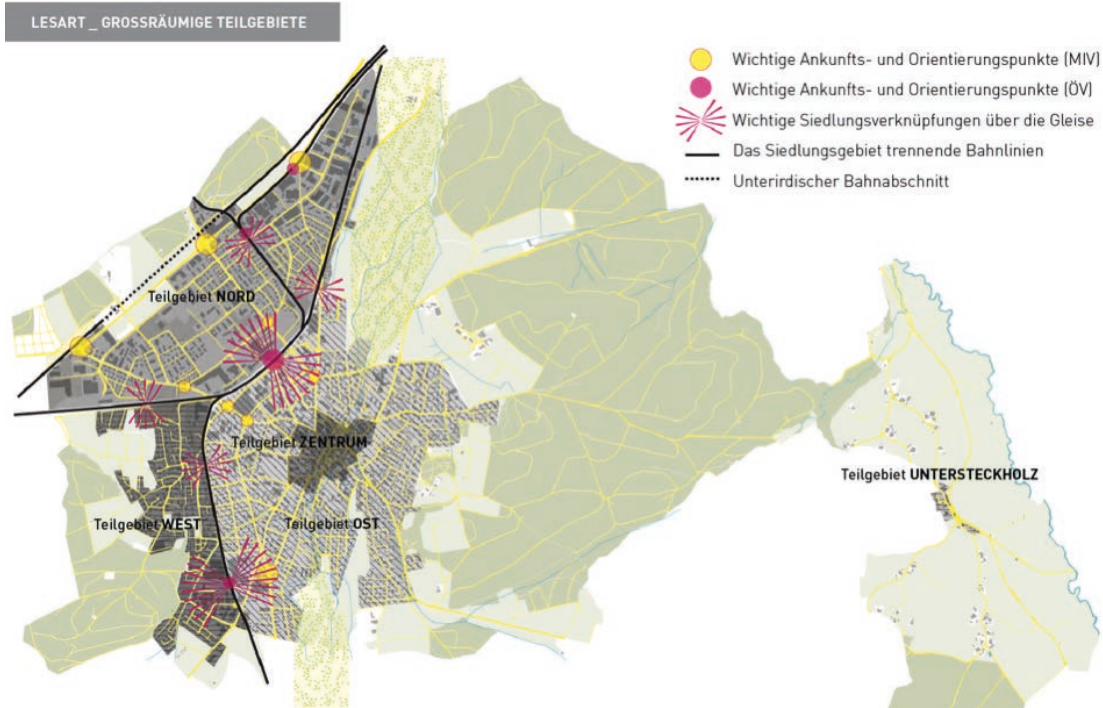 LESART _ GROSSRÄUMIGE TEILGEBIETE
Wichtige Ankunfts- und Orientierungspunkte (MIV)
Wichtige Ankunfts- und Orientierungspunkte (ÖV)
Wichtige Siedlungsverknüpfungen über die Gleise
Das Siedlungsgebiet trennende Bahnlinien
Unterirdischer Bahnabschnitt
Teilgebiet NORD
Teilgebiet ZENTRUM
Teilgebiet UNTERSTECKHOLZ
Teilgebiet WEST
Teilgebiet OST